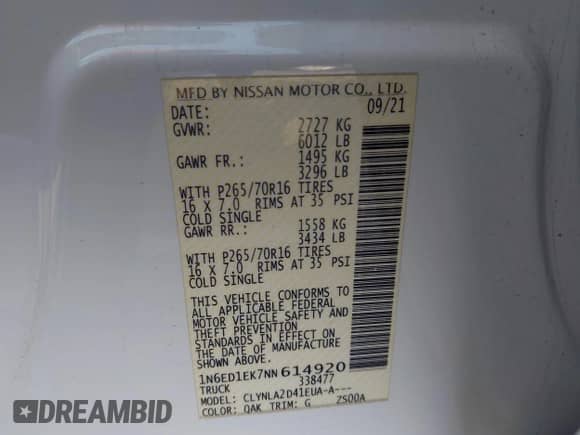 MFD BY NISSAN MOTOR CO., LTD.
DATE: 09/21
GVWR: 2727 KG
6012 LB
GAWR FR.: 1495 KG
3296 LB
WITH P265/70R16 TIRES
16 X 7.0 RIMS AT 35 PSI
COLD SINGLE
GAWR RR.: 1558 KG
3434 LB
WITH P265/70R16 TIRES
16 X 7.0 RIMS AT 35 PSI
COLD SINGLE
THIS VEHICLE CONFORMS TO
ALL APPLICABLE FEDERAL
MOTOR VEHICLE SAFETY AND
THEFT PREVENTION
STANDARDS IN EFFECT ON
THE DATE OF MANUFACTURE
SHOWN ABOVE.
1N6ED1EK7NN614920
TRUCK 338477
MODEL: CLYNLA2D41EUA-A---
COLOR: QAK TRIM: G ZS00A
DREAMBID
DREAMBID